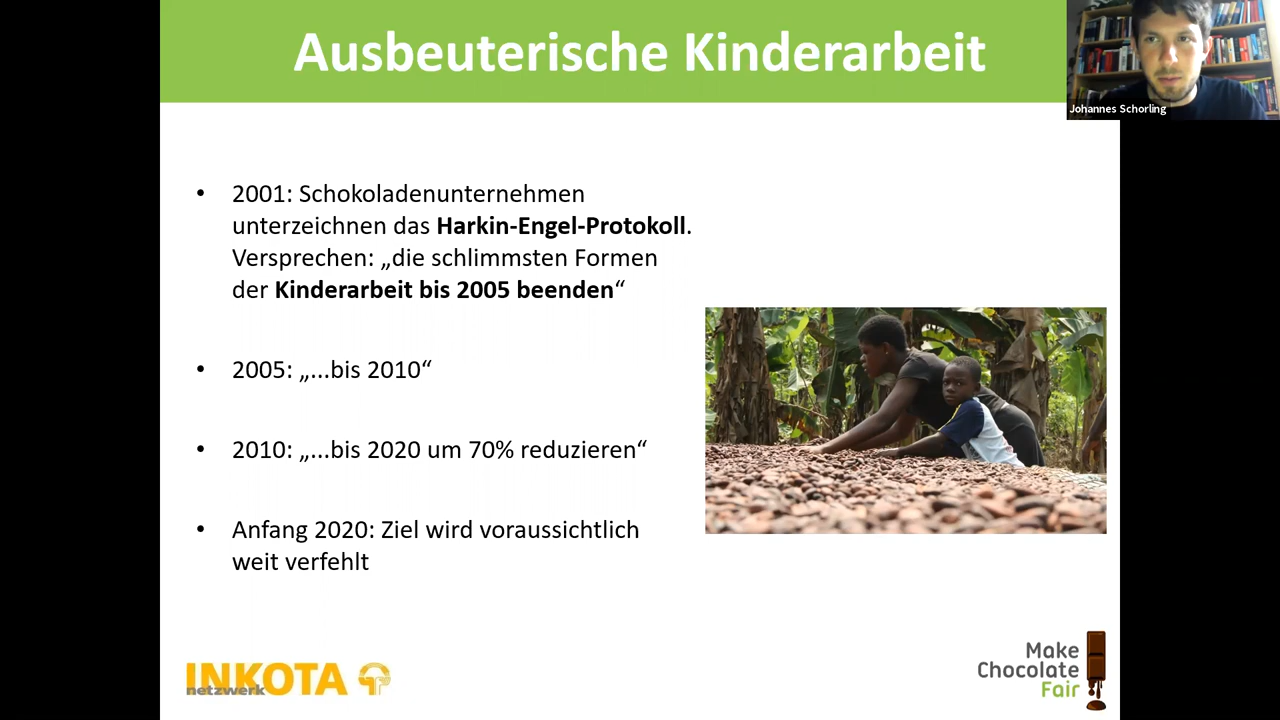 Ausbeuterische Kinderarbeit
Johannes Schorling
• 2001: Schokoladenunternehmen
unterzeichnen das Harkin-Engel-Protokoll.
Versprechen: „die schlimmsten Formen
der Kinderarbeit bis 2005 beenden“
• 2005: „...bis 2010“
• 2010: „...bis 2020 um 70% reduzieren“
• Anfang 2020: Ziel wird voraussichtlich
weit verfehlt
INKOTA
netzwerk
Make
Chocolate
Fair